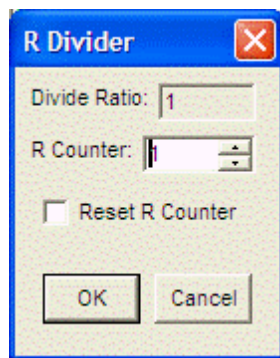 R Divider
Divide Ratio: 1
R Counter: 1
Reset R Counter
OK Cancel